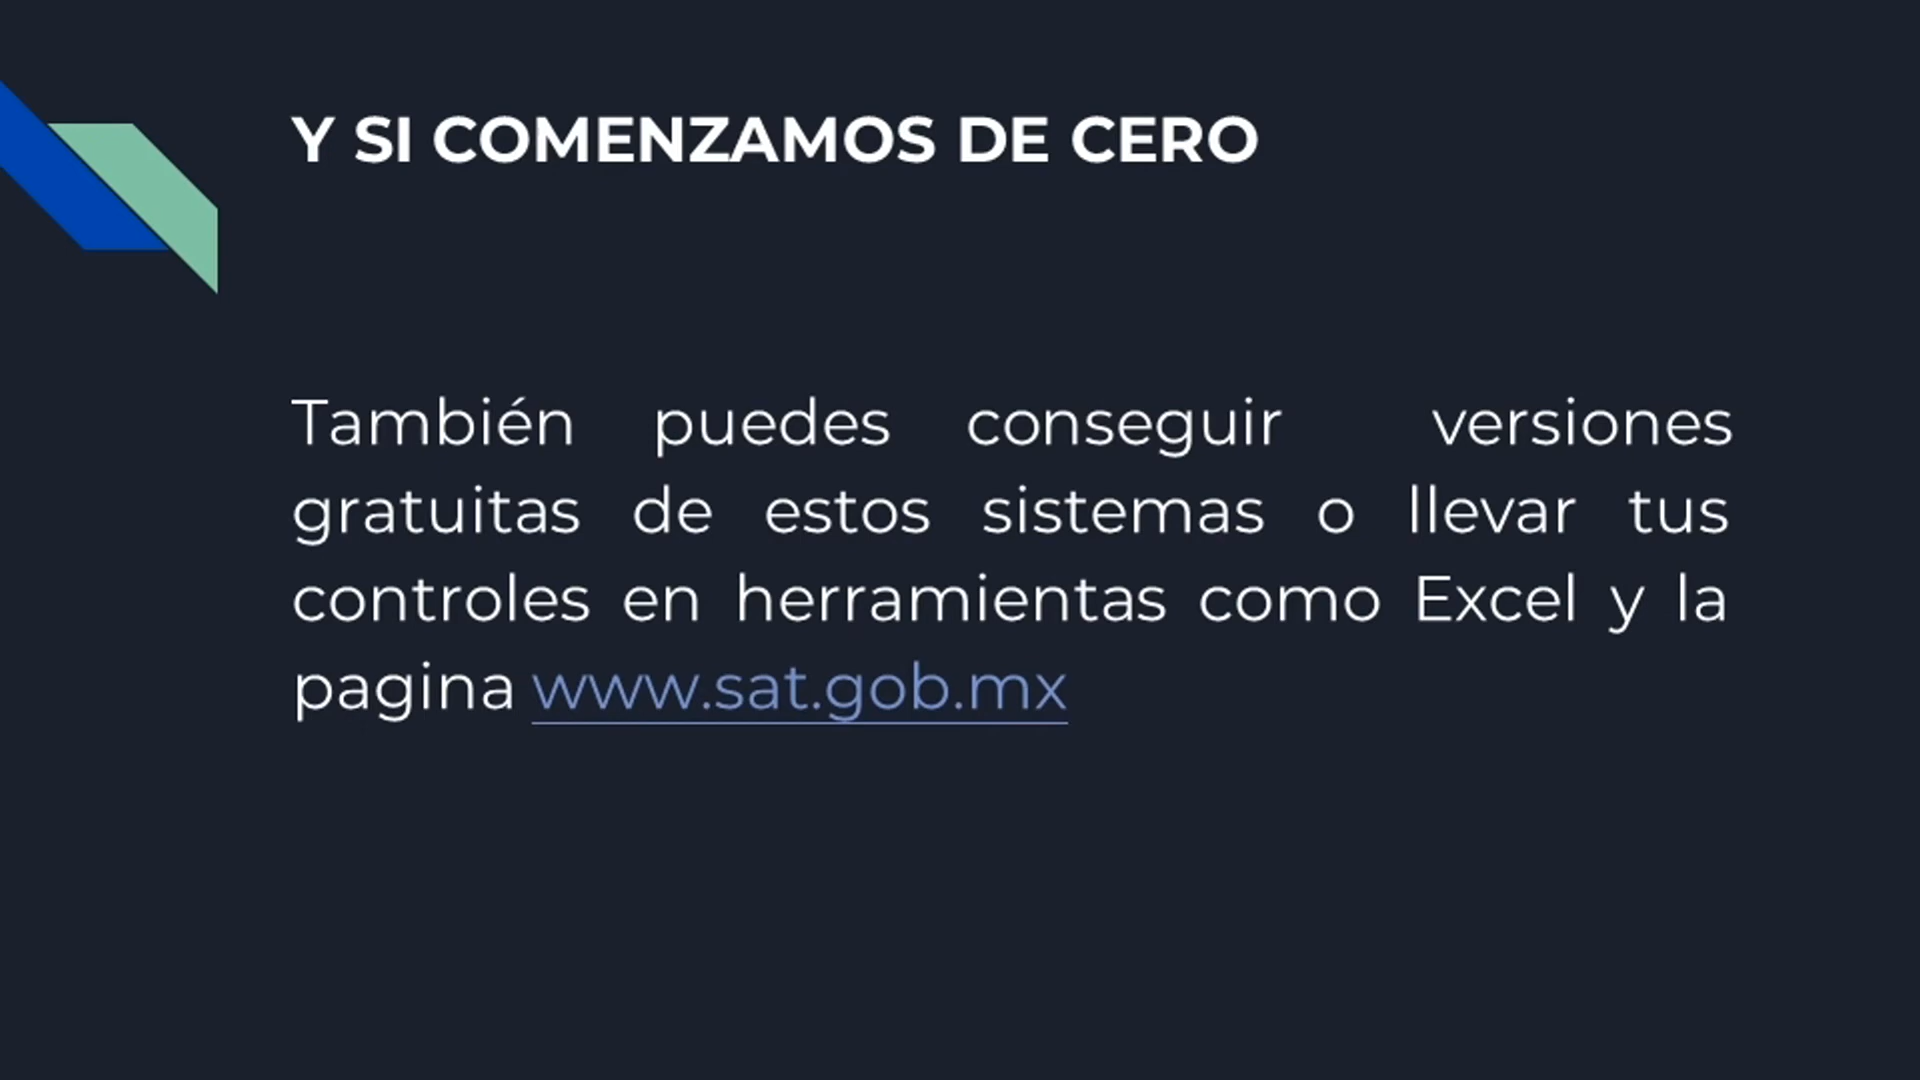 Y SI COMENZAMOS DE CERO
También puedes conseguir versiones
gratuitas de estos sistemas o llevar tus
controles en herramientas como Excel y la
pagina www.sat.gob.mx